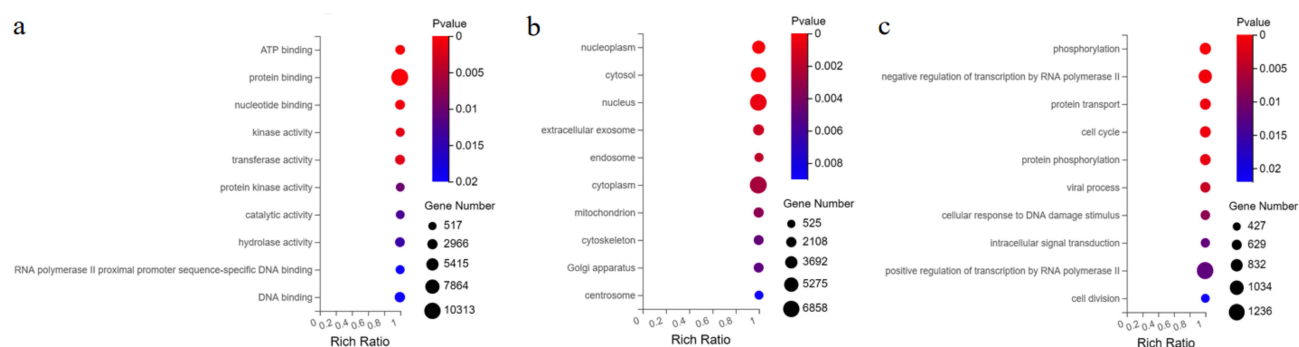 a
ATP binding
protein binding
nucleotide binding
kinase activity
transferase activity
protein kinase activity
catalytic activity
hydrolase activity
RNA polymerase II proximal promoter sequence-specific DNA binding
DNA binding
0 0.2 0.4 0.6 0.8 1
Rich Ratio
Pvalue
0
0.005
0.01
0.015
0.02
Gene Number
517
2966
5415
7864
10313
b
nucleoplasm
cytosol
nucleus
extracellular exosome
endosome
cytoplasm
mitochondrion
cytoskeleton
Golgi apparatus
centrosome
0 0.2 0.4 0.6 0.8 1
Rich Ratio
Pvalue
0
0.002
0.004
0.006
0.008
Gene Number
525
2108
3692
5275
6858
c
phosphorylation
negative regulation of transcription by RNA polymerase II
protein transport
cell cycle
protein phosphorylation
viral process
cellular response to DNA damage stimulus
intracellular signal transduction
positive regulation of transcription by RNA polymerase II
cell division
0 0.2 0.4 0.6 0.8 1
Rich Ratio
Pvalue
0
0.005
0.01
0.015
0.02
Gene Number
427
629
832
1034
1236